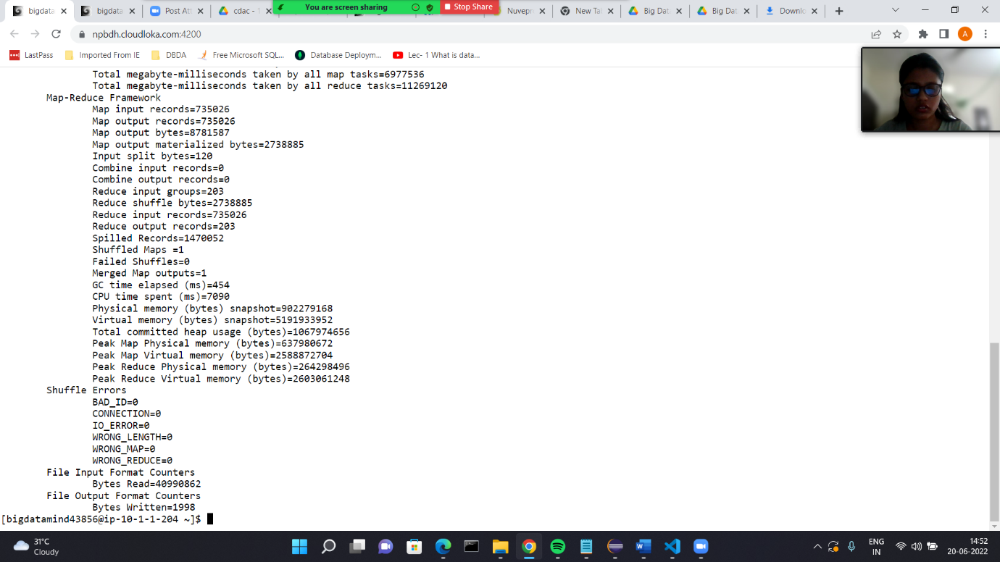 bigdata
bigdata
Post Att
cdac - 1
You are screen sharing
Stop Share
Nuvepr
New Tal
Big Dat
Big Dat
Downlo
npbdh.cloudloka.com:4200
A
LastPass
Imported From IE
DBDA
Free Microsoft SQL...
Database Deploym...
Lec- 1 What is data...
Total megabyte-milliseconds taken by all map tasks=6977536
Total megabyte-milliseconds taken by all reduce tasks=11269120
Map-Reduce Framework
Map input records=735026
Map output records=735026
Map output bytes=8781587
Map output materialized bytes=2738885
Input split bytes=120
Combine input records=0
Combine output records=0
Reduce input groups=203
Reduce shuffle bytes=2738885
Reduce input records=735026
Reduce output records=203
Spilled Records=1470052
Shuffled Maps =1
Failed Shuffles=0
Merged Map outputs=1
GC time elapsed (ms)=454
CPU time spent (ms)=7090
Physical memory (bytes) snapshot=902279168
Virtual memory (bytes) snapshot=5191933952
Total committed heap usage (bytes)=1067974656
Peak Map Physical memory (bytes)=637980672
Peak Map Virtual memory (bytes)=2588872704
Peak Reduce Physical memory (bytes)=264298496
Peak Reduce Virtual memory (bytes)=2603061248
Shuffle Errors
BAD_ID=0
CONNECTION=0
IO_ERROR=0
WRONG_LENGTH=0
WRONG_MAP=0
WRONG_REDUCE=0
File Input Format Counters
Bytes Read=40990862
File Output Format Counters
Bytes Written=1998
[bigdatamind43856@ip-10-1-1-204 ~]$
31°C
Cloudy
ENG
IN
14:52
20-06-2022